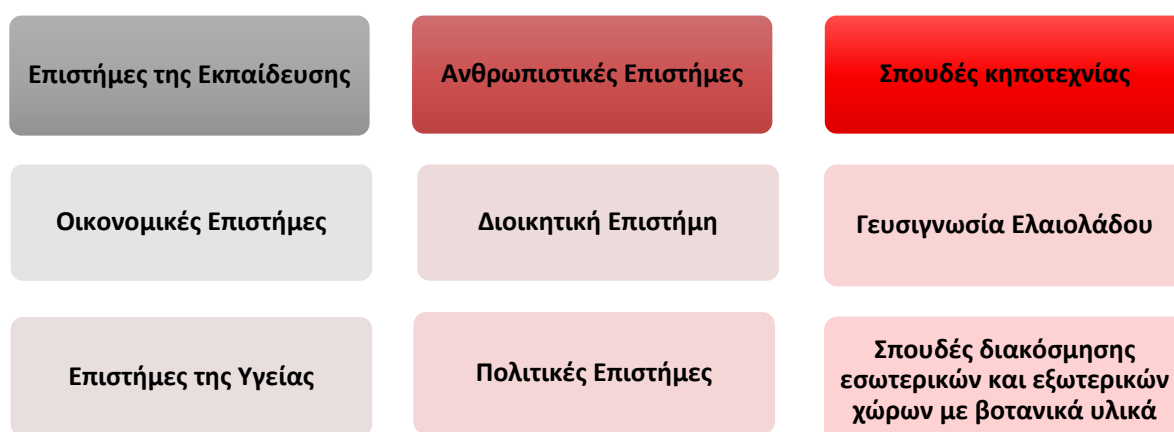 Επιστήμες της Εκπαίδευσης
Ανθρωπιστικές Επιστήμες
Σπουδές κηποτεχνίας
Οικονομικές Επιστήμες
Διοικητική Επιστήμη
Γευσιγνωσία Ελαιολάδου
Επιστήμες της Υγείας
Πολιτικές Επιστήμες
Σπουδές διακόσμησης
εσωτερικών και εξωτερικών
χώρων με βοτανικά υλικά